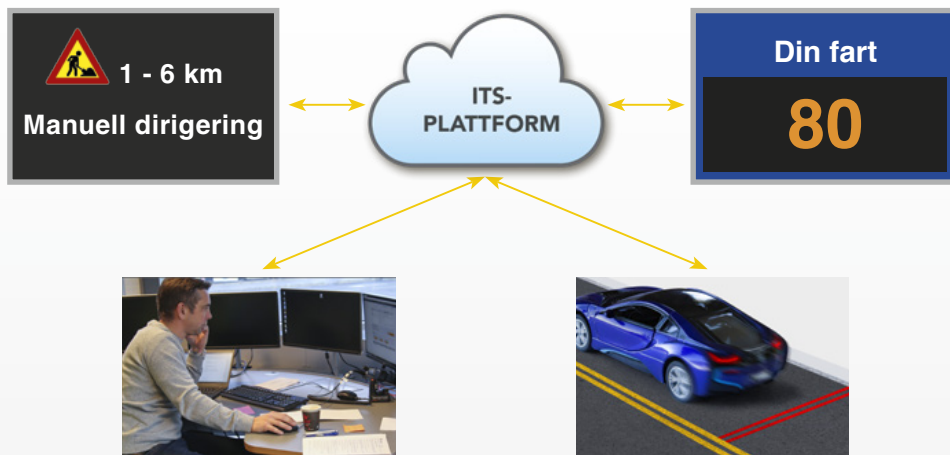 1 - 6 km
Manuell dirigering
ITS-
PLATTFORM
Din fart
80